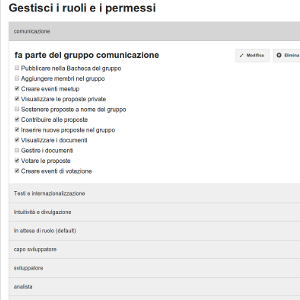 Gestisci i ruoli e i permessi
comunicazione
fa parte del gruppo comunicazione
Modifica
Elimina
Pubblicare nella Bacheca del gruppo
Aggiungere membri nel gruppo
Creare eventi meetup
Visualizzare le proposte private
Sostenere proposte a nome del gruppo
Contribuire alle proposte
Inserire nuove proposte nel gruppo
Visualizzare i documenti
Gestire i documenti
Votare le proposte
Creare eventi di votazione
Testi e internazionalizzazione
Intuitività e divulgazione
In attesa di ruolo (default)
capo sviluppatore
sviluppatore
analista